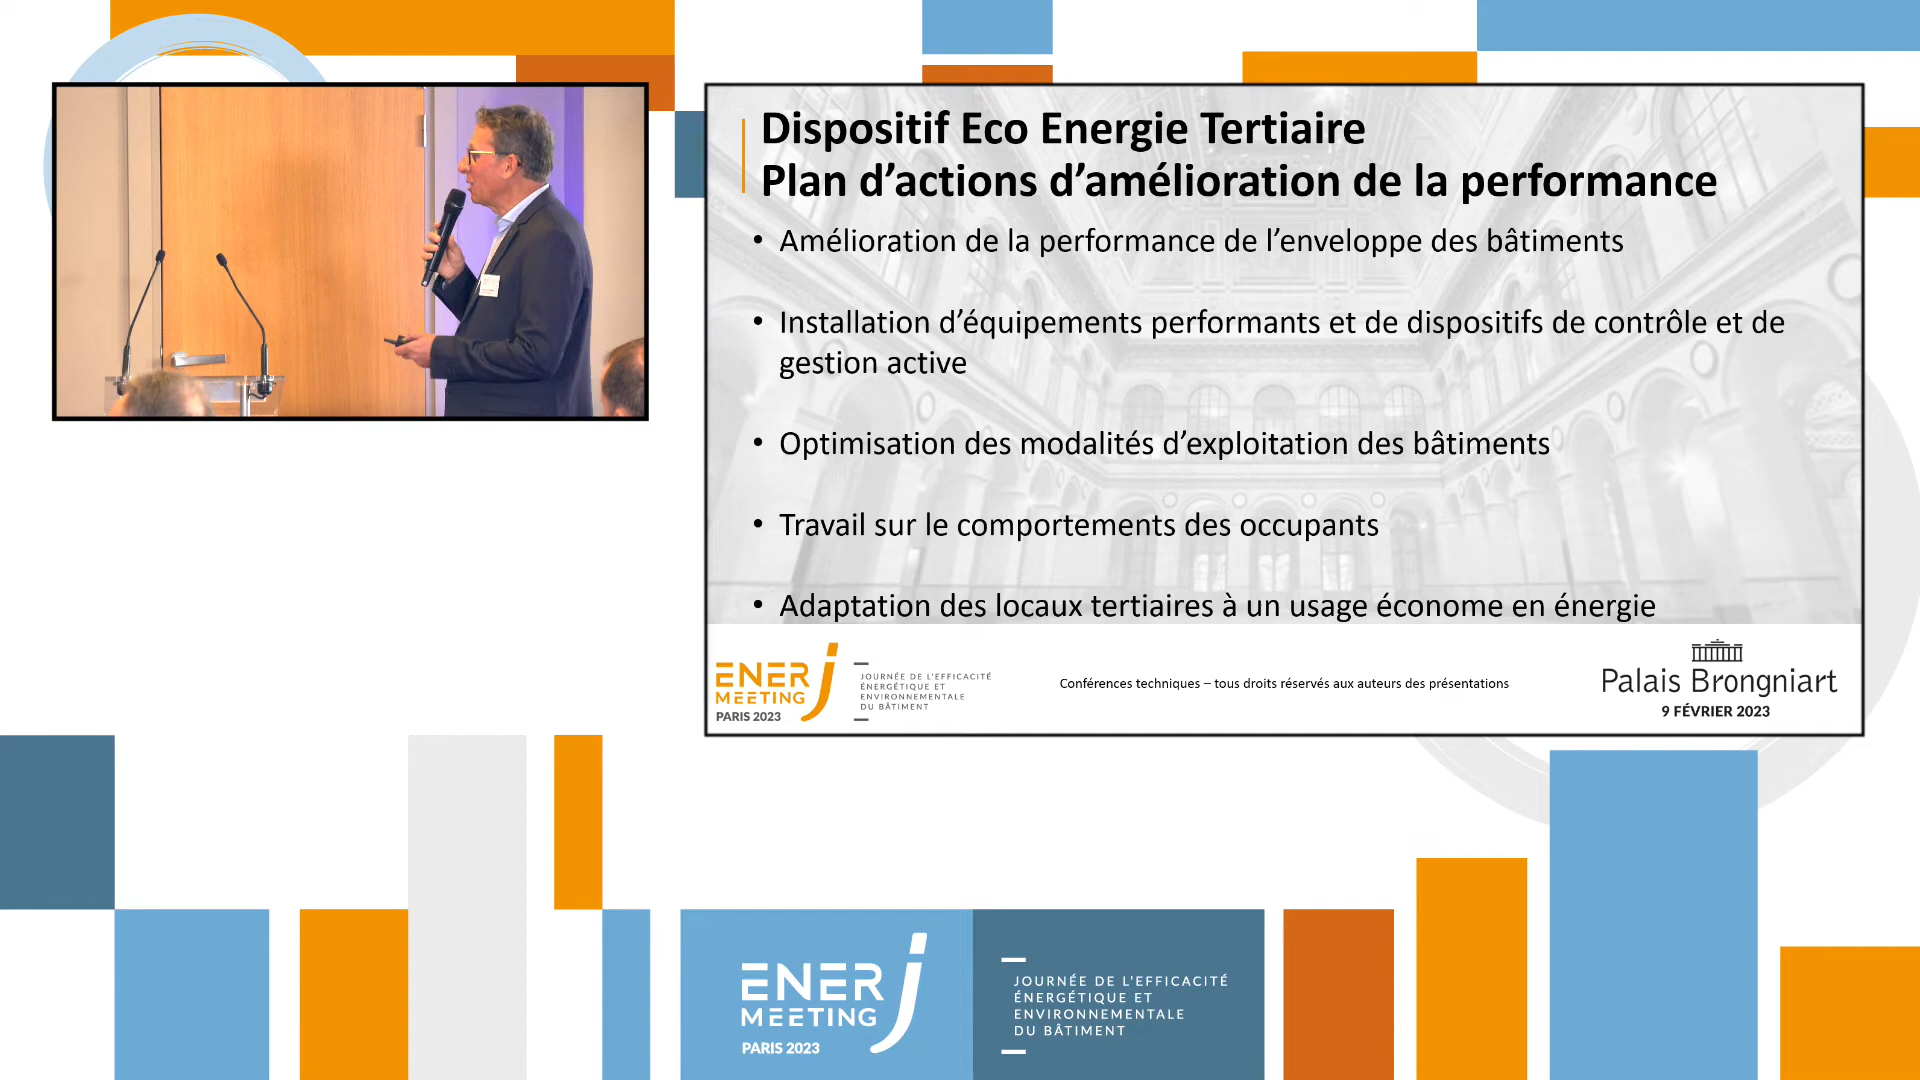 Dispositif Eco Energie Tertiaire
Plan d’actions d’amélioration de la performance
• Amélioration de la performance de l’enveloppe des bâtiments
• Installation d’équipements performants et de dispositifs de contrôle et de
gestion active
• Optimisation des modalités d’exploitation des bâtiments
• Travail sur le comportements des occupants
• Adaptation des locaux tertiaires à un usage économe en énergie
ENERJ
MEETING
PARIS 2023
JOURNÉE DE L’EFFICACITÉ
ÉNERGÉTIQUE ET
ENVIRONNEMENTALE
DU BÂTIMENT
Conférences techniques – tous droits réservés aux auteurs des présentations
Palais Brongniart
9 FÉVRIER 2023
ENERJ
MEETING
PARIS 2023
JOURNÉE DE L’EFFICACITÉ
ÉNERGÉTIQUE ET
ENVIRONNEMENTALE
DU BÂTIMENT